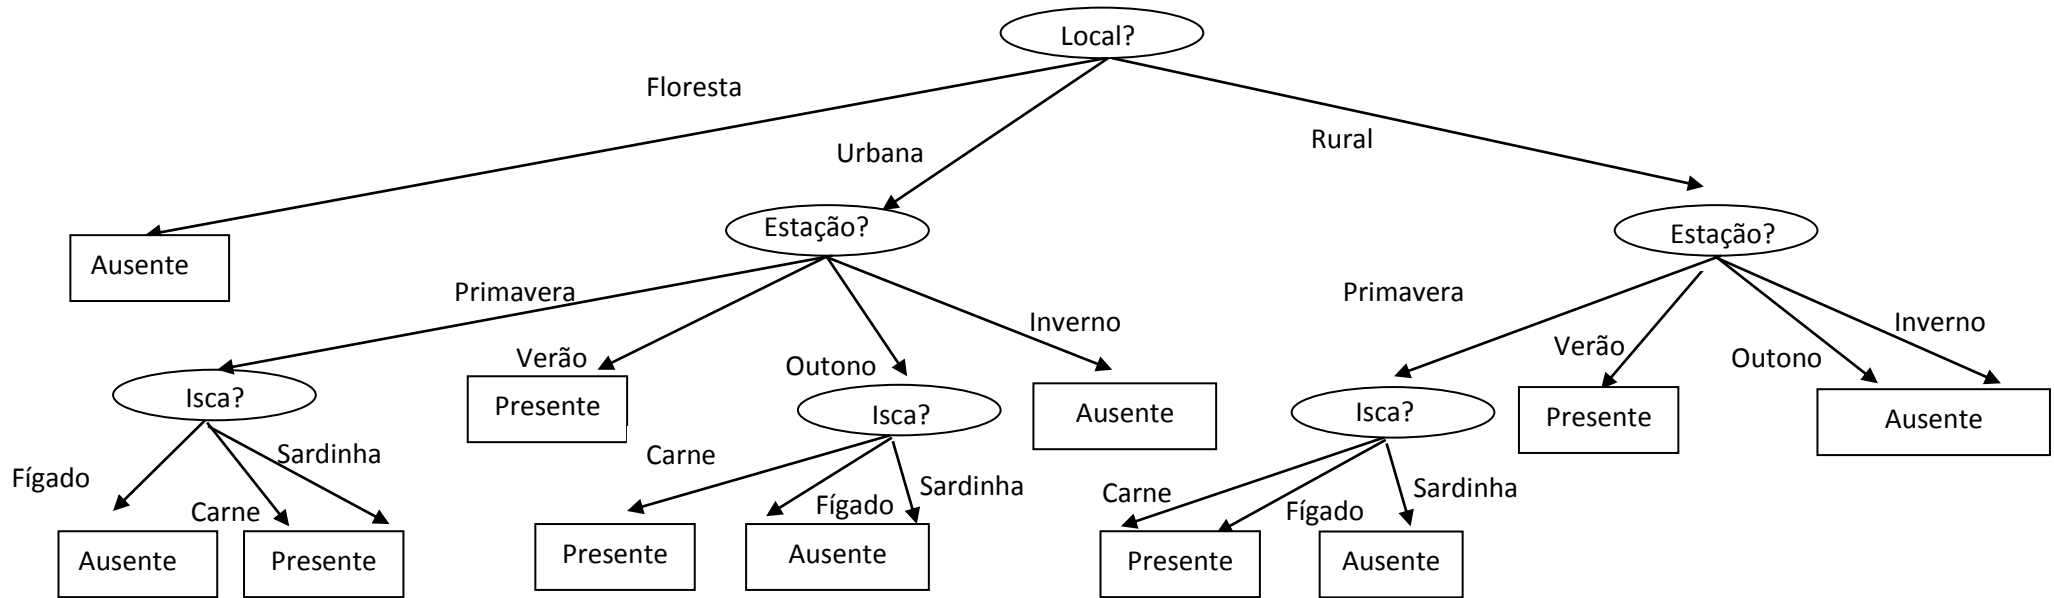 Local?
Floresta
Urbana
Rural
Ausente
Estação?
Estação?
Primavera
Verão
Outono
Inverno
Primavera
Verão
Outono
Inverno
Isca?
Presente
Isca?
Ausente
Isca?
Presente
Ausente
Fígado
Carne
Sardinha
Carne
Fígado
Sardinha
Carne
Fígado
Sardinha
Ausente
Presente
Presente
Ausente
Presente
Ausente